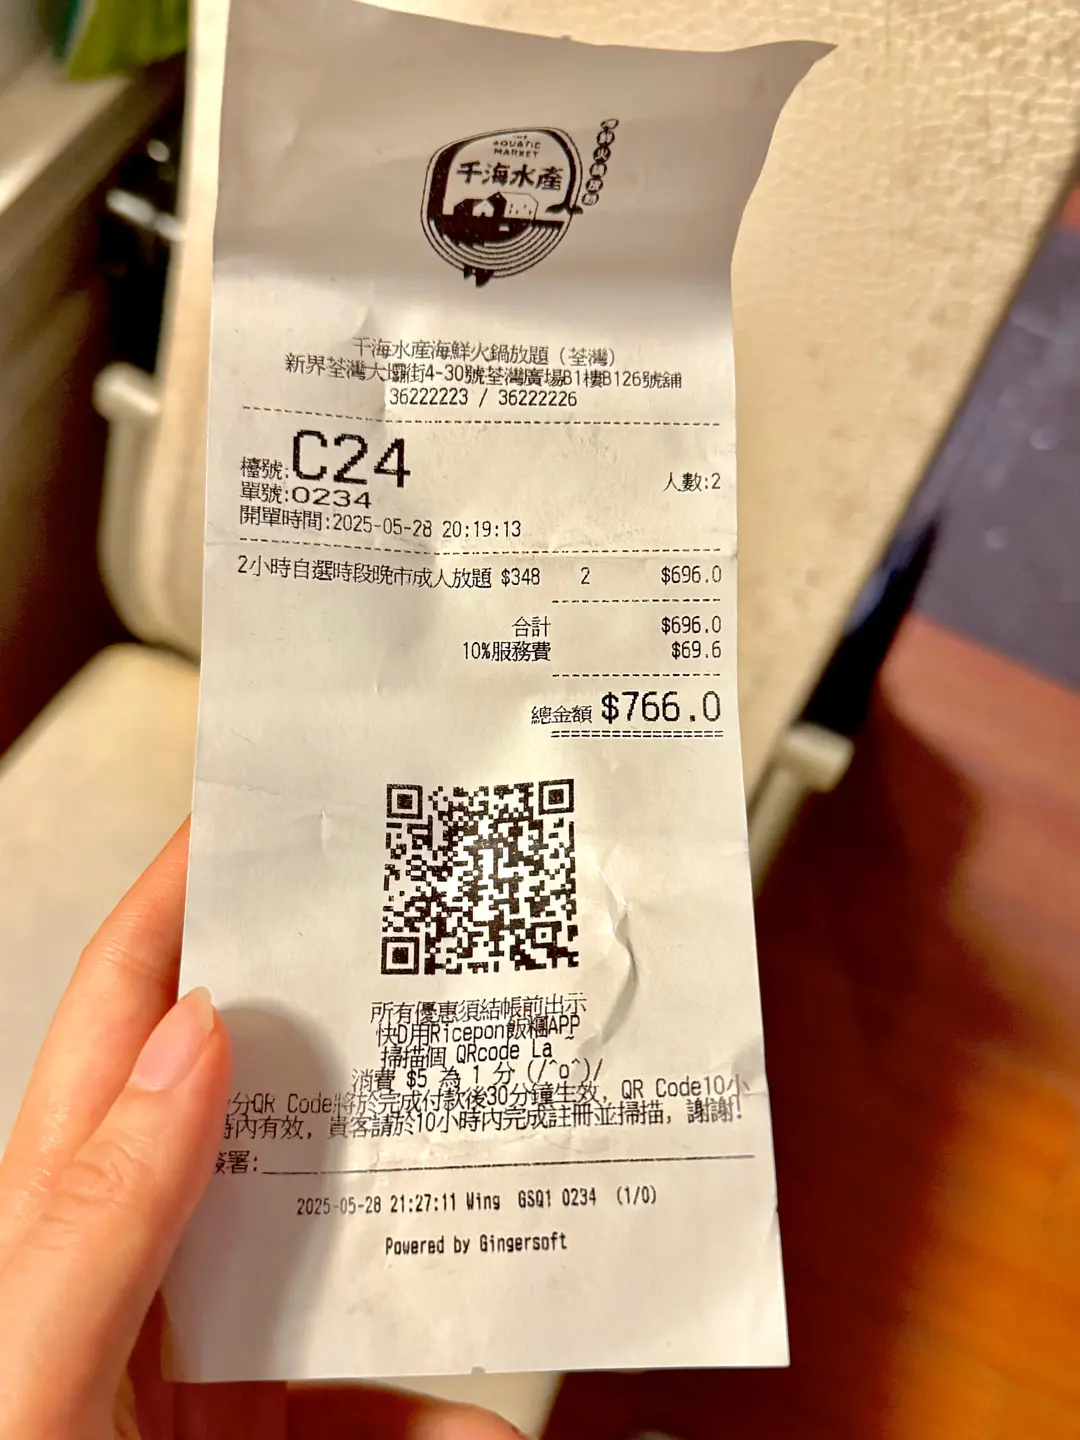 THE
AQUATIC
MARKET
千海水產
千海水產海鮮火鍋放題（荃灣）
新界荃灣大壩街4-30號荃灣廣場B1樓B126號舖
36222223 / 36222226
檯號:C24
人數:2
單號:0234
開單時間:2025-05-28 20:19:13
2小時自選時段晚市成人放題 $348 2 $696.0
合計 $696.0
10%服務費 $69.6
總金額 $766.0
所有優惠須結帳前出示
快D用Ricepon飯糰APP
掃描個 QRcode La ~
消費 $5 為 1 分 (/^o^)/
分QR Code將於完成付款後30分鐘生效, QR Code10小
時內有效, 貴客請於10小時內完成註冊並掃描, 謝謝!
簽署:
2025-05-28 21:27:11 Wing GSQ1 0234 (1/0)
Powered by Gingersoft